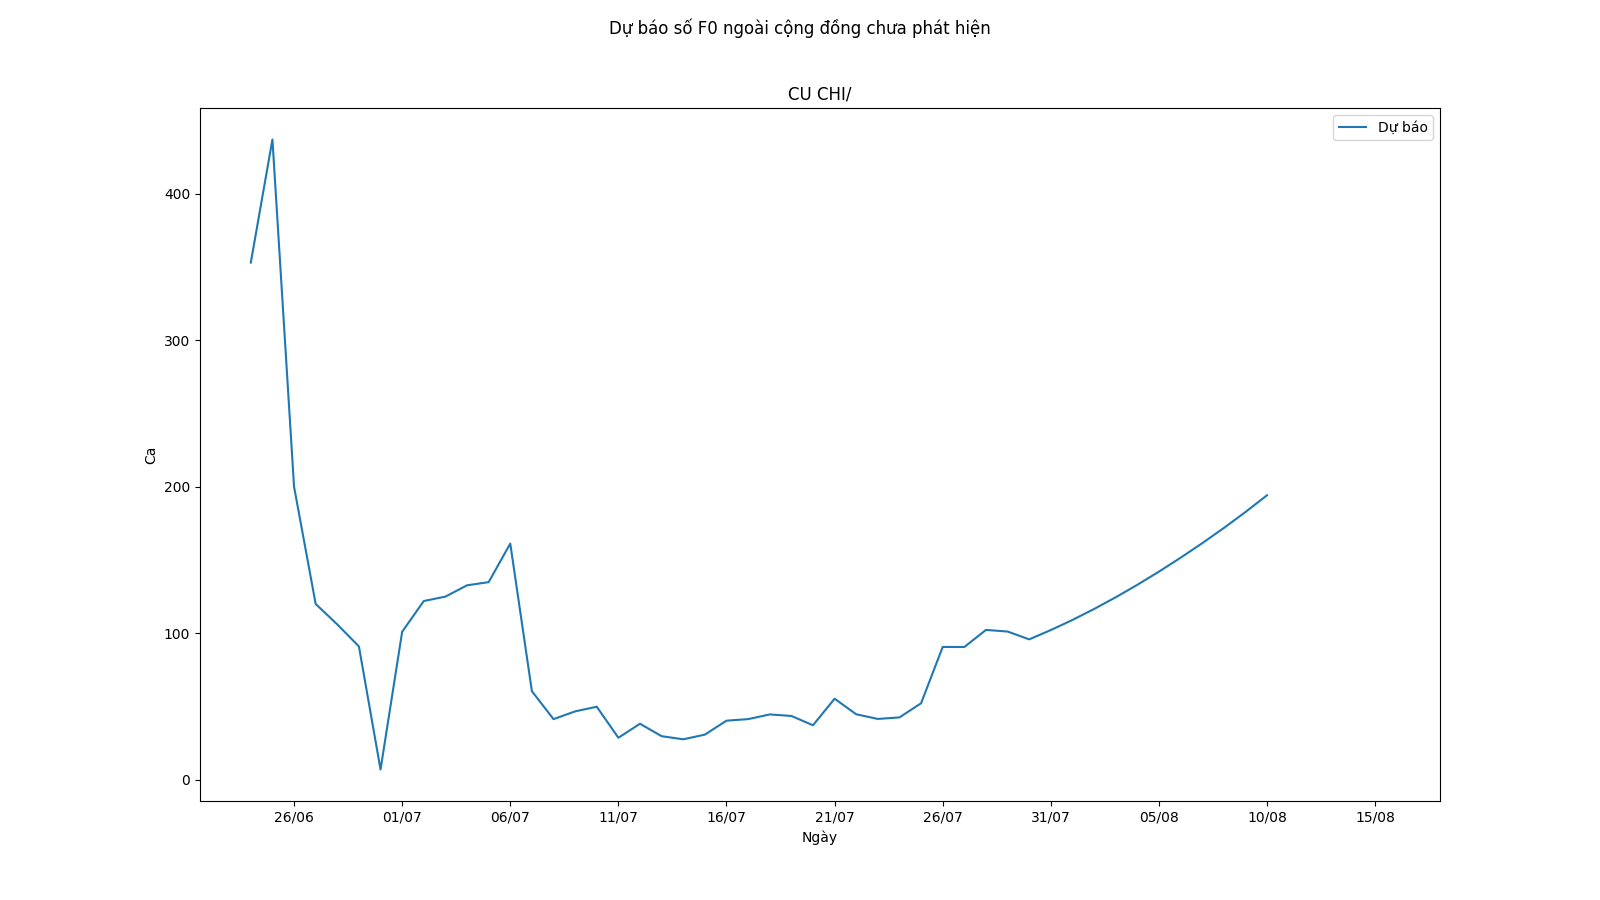 Dự báo số F0 ngoài cộng đồng chưa phát hiện
CU CHI/
Dự báo
400
300
200
100
0
Ca
26/06 01/07 06/07 11/07 16/07 21/07 26/07 31/07 05/08 10/08 15/08
Ngày